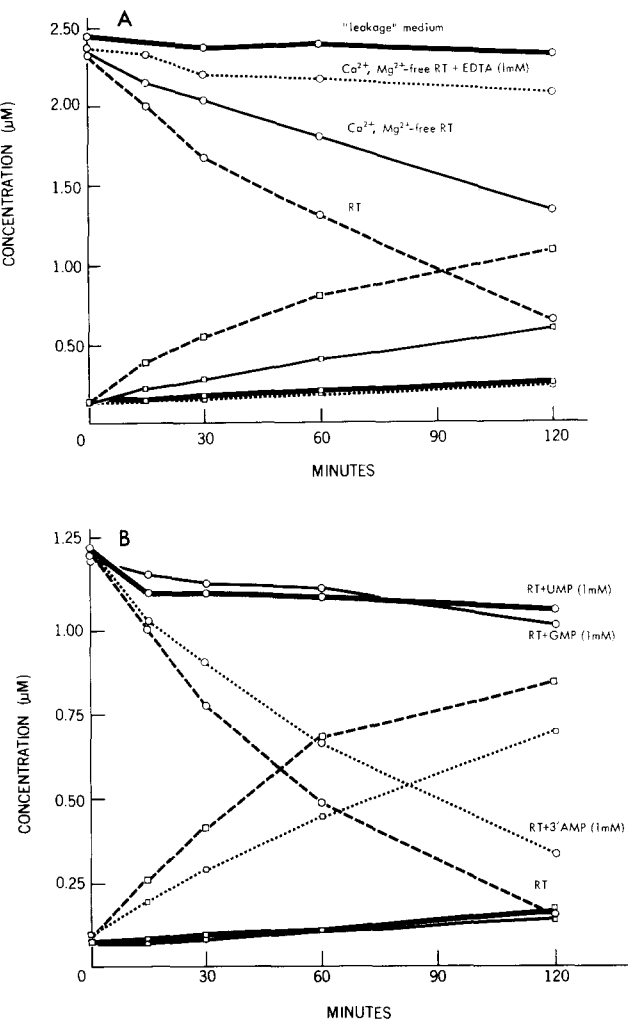 A
2.50
2.00
1.50
1.00
0.50
CONCENTRATION (µM)
"leakage" medium
Ca²⁺, Mg²⁺-free RT + EDTA (1mM)
Ca²⁺, Mg²⁺-free RT
RT
0 30 60 90 120
MINUTES
B
1.25
1.00
0.75
0.50
0.25
CONCENTRATION (µM)
RT+UMP (1mM)
RT+GMP (1mM)
RT+3'AMP (1mM)
RT
0 30 60 90 120
MINUTES